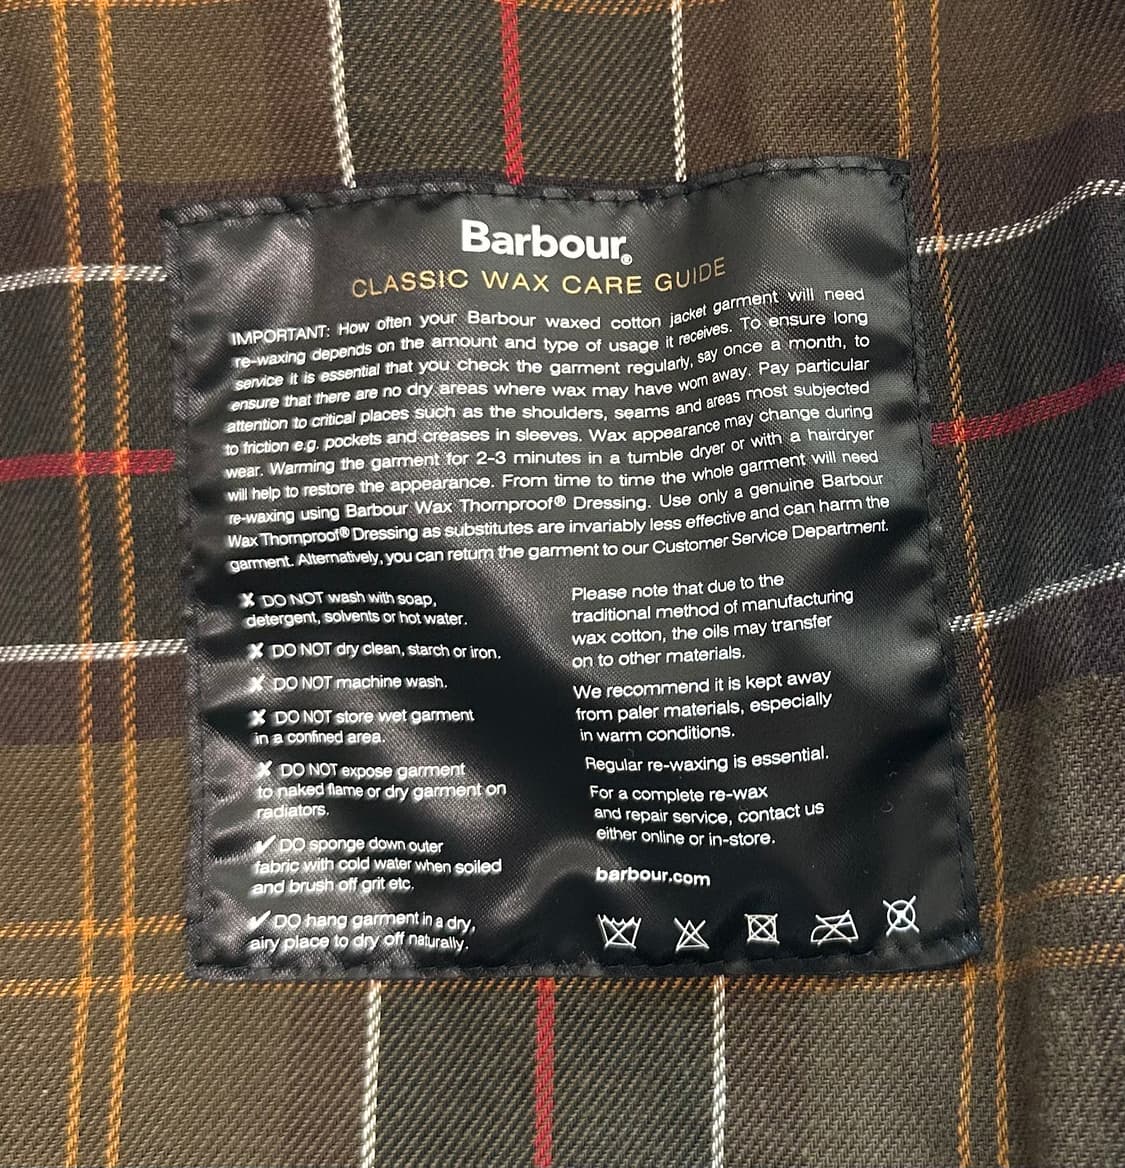 Barbour®
CLASSIC WAX CARE GUIDE
IMPORTANT: How often your Barbour waxed cotton jacket garment will need
re-waxing depends on the amount and type of usage it receives. To ensure long
service it is essential that you check the garment regularly, say once a month, to
ensure that there are no dry areas where wax may have worn away. Pay particular
attention to critical places such as the shoulders, seams and areas most subjected
to friction e.g. pockets and creases in sleeves. Wax appearance may change during
wear. Warming the garment for 2-3 minutes in a tumble dryer or with a hairdryer
will help to restore the appearance. From time to time the whole garment will need
re-waxing using Barbour Wax Thornproof® Dressing. Use only a genuine Barbour
Wax Thornproof® Dressing as substitutes are invariably less effective and can harm the
garment. Alternatively, you can return the garment to our Customer Service Department.
✗ DO NOT wash with soap,
detergent, solvents or hot water.
✗ DO NOT dry clean, starch or iron.
✗ DO NOT machine wash.
✗ DO NOT store wet garment
in a confined area.
✗ DO NOT expose garment
to naked flame or dry garment on
radiators.
✓ DO sponge down outer
fabric with cold water when soiled
and brush off grit etc.
✓ DO hang garment in a dry,
airy place to dry off naturally.
Please note that due to the
traditional method of manufacturing
wax cotton, the oils may transfer
on to other materials.
We recommend it is kept away
from paler materials, especially
in warm conditions.
Regular re-waxing is essential.
For a complete re-wax
and repair service, contact us
either online or in-store.
barbour.com